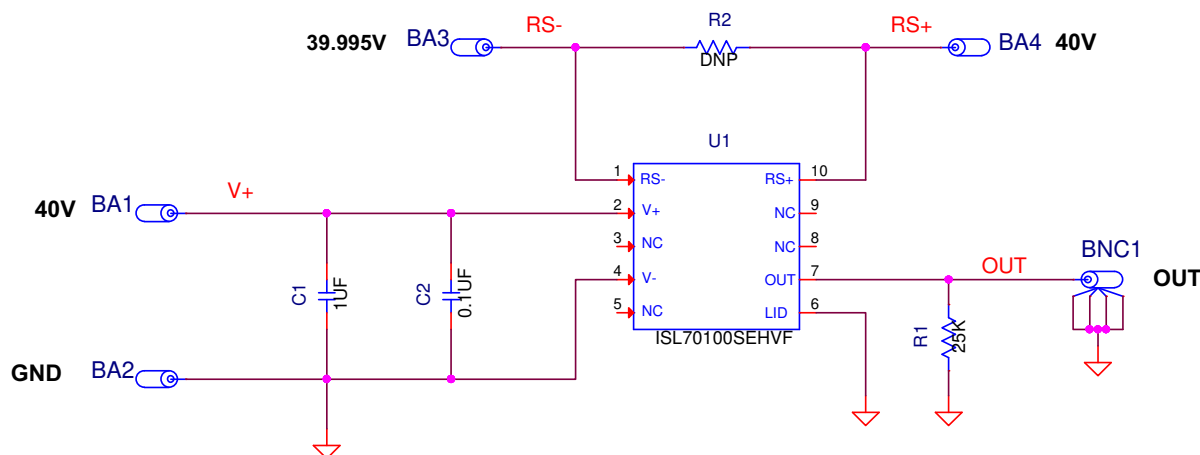 R2
RS-
RS+
39.995V
BA3
BA4
40V
DNP
U1
1
RS-
RS+
10
40V
BA1
V+
2
V+
NC
9
3
NC
NC
8
4
V-
OUT
7
OUT
BNC1
OUT
5
NC
LID
6
ISL70100SEHVF
C1
1UF
C2
0.1UF
R1
25K
GND
BA2